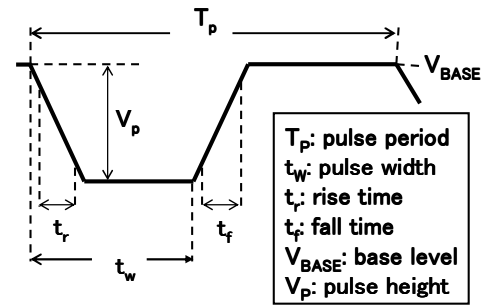 Tp
VBASE
Vp
tr
tf
tw
TP: pulse period
tW: pulse width
tr: rise time
tf: fall time
VBASE: base level
VP: pulse height